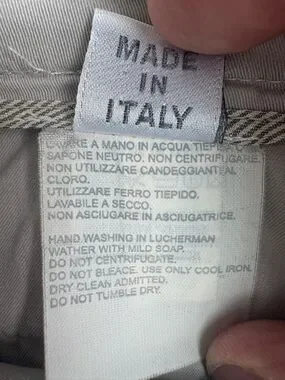 MADE
IN
ITALY
LAVARE A MANO IN ACQUA TIEPIDA
SAPONE NEUTRO. NON CENTRIFUGARE.
NON UTILIZZARE CANDEGGIANTE AL
CLORO.
UTILIZZARE FERRO TIEPIDO.
LAVABILE A SECCO.
NON ASCIUGARE IN ASCIUGATRICE.
HAND WASHING IN LUCHERMAN
WATHER WITH MILD SOAP.
DO NOT CENTRIFUGATE.
DO NOT BLEACE. USE ONLY COOL IRON.
DRY CLEAN ADMITTED.
DO NOT TUMBLE DRY.